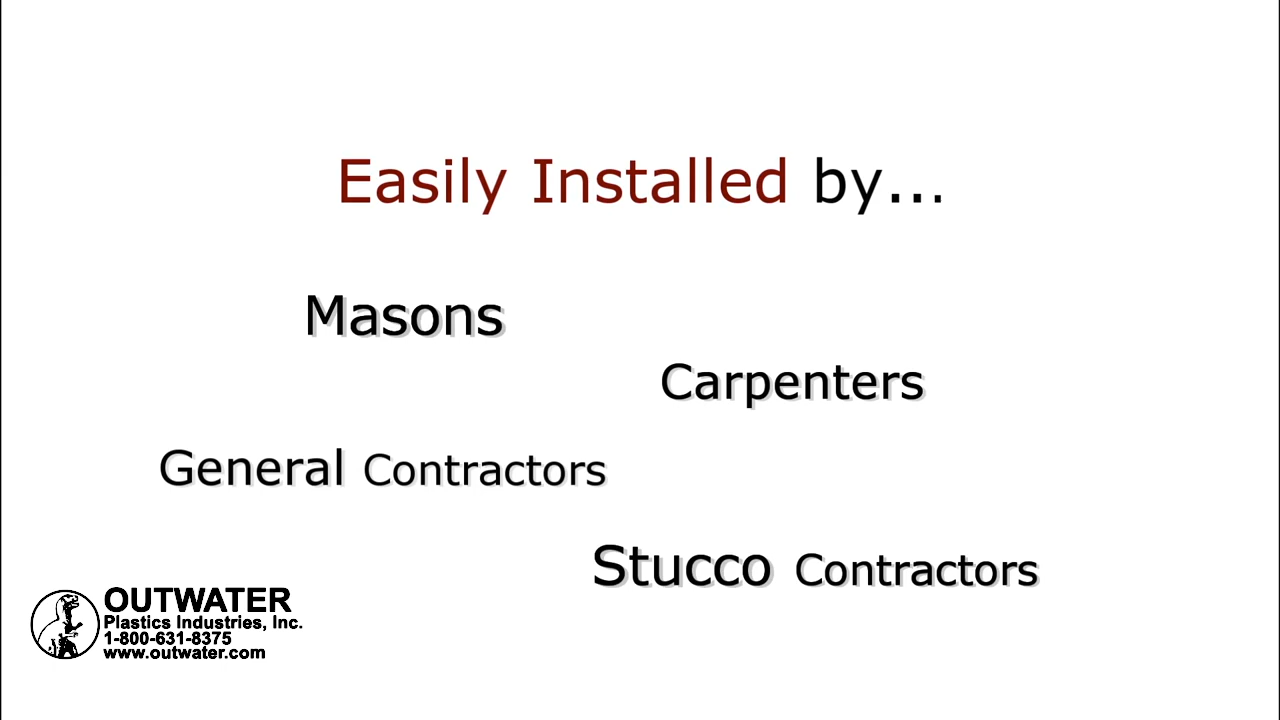 Easily Installed by...
Masons
Carpenters
General Contractors
Stucco Contractors
OUTWATER
Plastics Industries, Inc.
1-800-631-8375
www.outwater.com